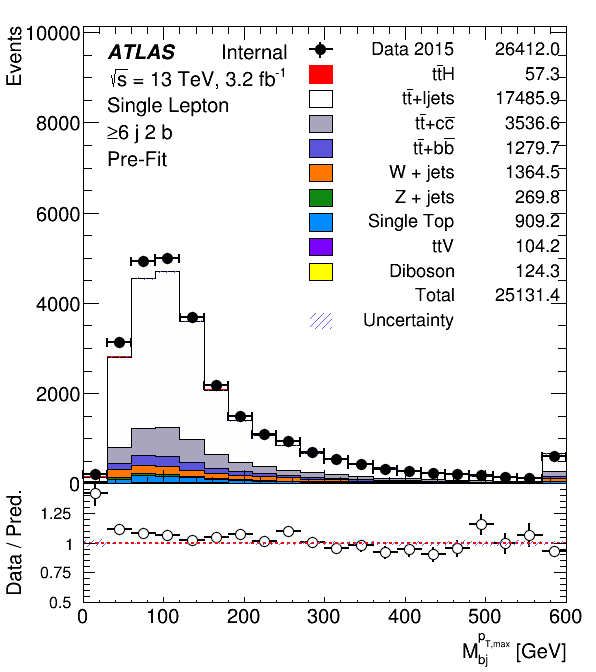 Events
10000
8000
6000
4000
2000
0
ATLAS Internal
√s = 13 TeV, 3.2 fb⁻¹
Single Lepton
≥6 j 2 b
Pre-Fit
Data 2015 26412.0
tt̄H 57.3
tt̄+ljets 17485.9
tt̄+cc̄ 3536.6
tt̄+bb̄ 1279.7
W + jets 1364.5
Z + jets 269.8
Single Top 909.2
ttV 104.2
Diboson 124.3
Total 25131.4
Uncertainty
Data / Pred.
1.25
1
0.75
0.5
0 100 200 300 400 500 600
M_bj^{p_T,max} [GeV]